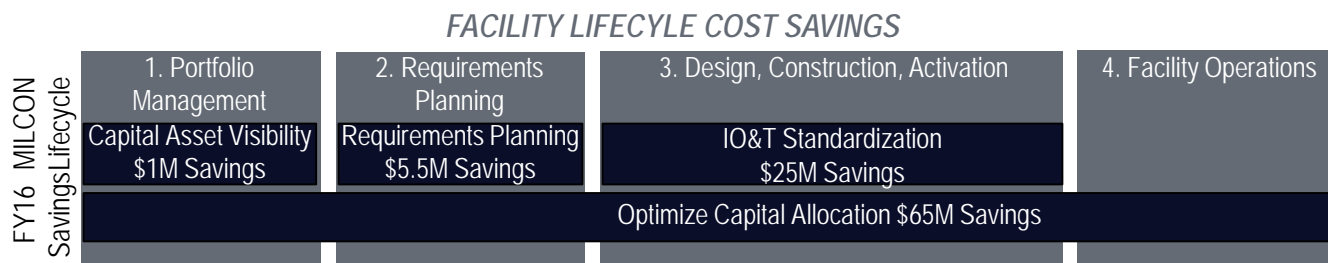 FACILITY LIFECYLE COST SAVINGS
FY16 MILCON
SavingsLifecycle
1. Portfolio
Management
2. Requirements
Planning
3. Design, Construction, Activation
4. Facility Operations
Capital Asset Visibility
$1M Savings
Requirements Planning
$5.5M Savings
IO&T Standardization
$25M Savings
Optimize Capital Allocation $65M Savings